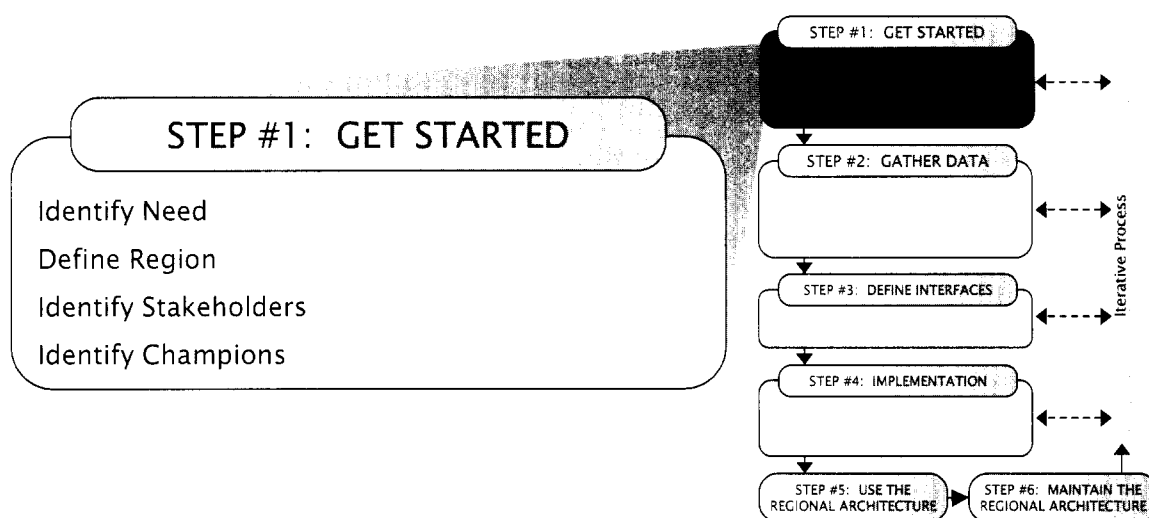 STEP #1: GET STARTED
Identify Need
Define Region
Identify Stakeholders
Identify Champions
STEP #1: GET STARTED
STEP #2: GATHER DATA
STEP #3: DEFINE INTERFACES
STEP #4: IMPLEMENTATION
STEP #5: USE THE
REGIONAL ARCHITECTURE
STEP #6: MAINTAIN THE
REGIONAL ARCHITECTURE
Iterative Process